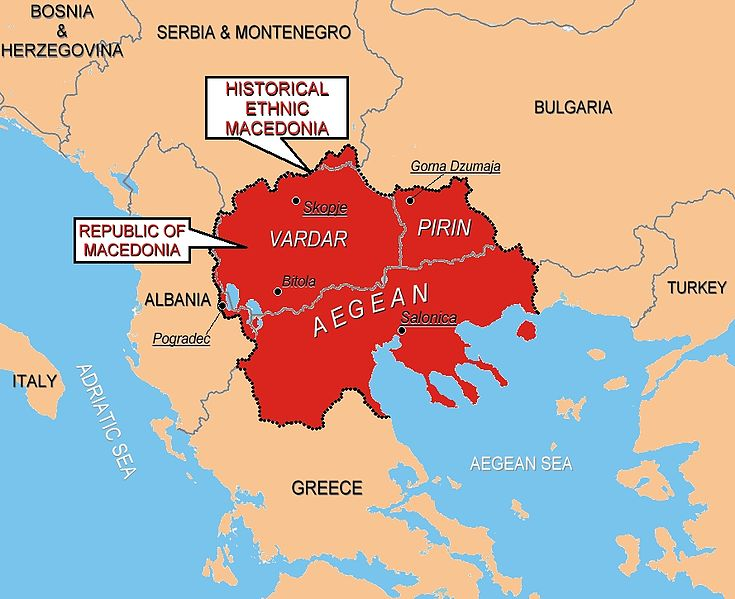 BOSNIA
&
HERZEGOVINA
SERBIA & MONTENEGRO
HISTORICAL
ETHNIC
MACEDONIA
BULGARIA
Gorna Dzumaja
Skopje
REPUBLIC OF
MACEDONIA
VARDAR
PIRIN
Bitola
ALBANIA
AEGEAN
TURKEY
Salonica
Pogradec
ITALY
ADRIATIC SEA
AEGEAN SEA
GREECE